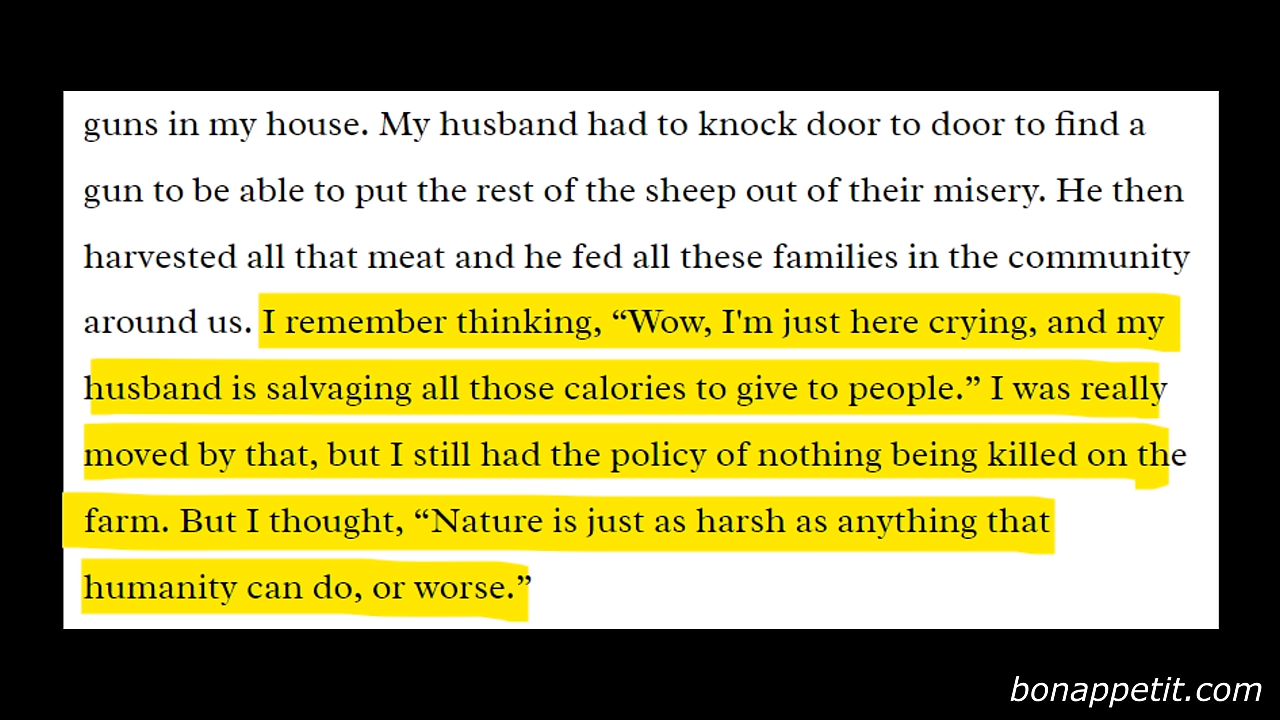 guns in my house. My husband had to knock door to door to find a
gun to be able to put the rest of the sheep out of their misery. He then
harvested all that meat and he fed all these families in the community
around us. I remember thinking, “Wow, I'm just here crying, and my
husband is salvaging all those calories to give to people.” I was really
moved by that, but I still had the policy of nothing being killed on the
farm. But I thought, “Nature is just as harsh as anything that
humanity can do, or worse.”
bonappetit.com